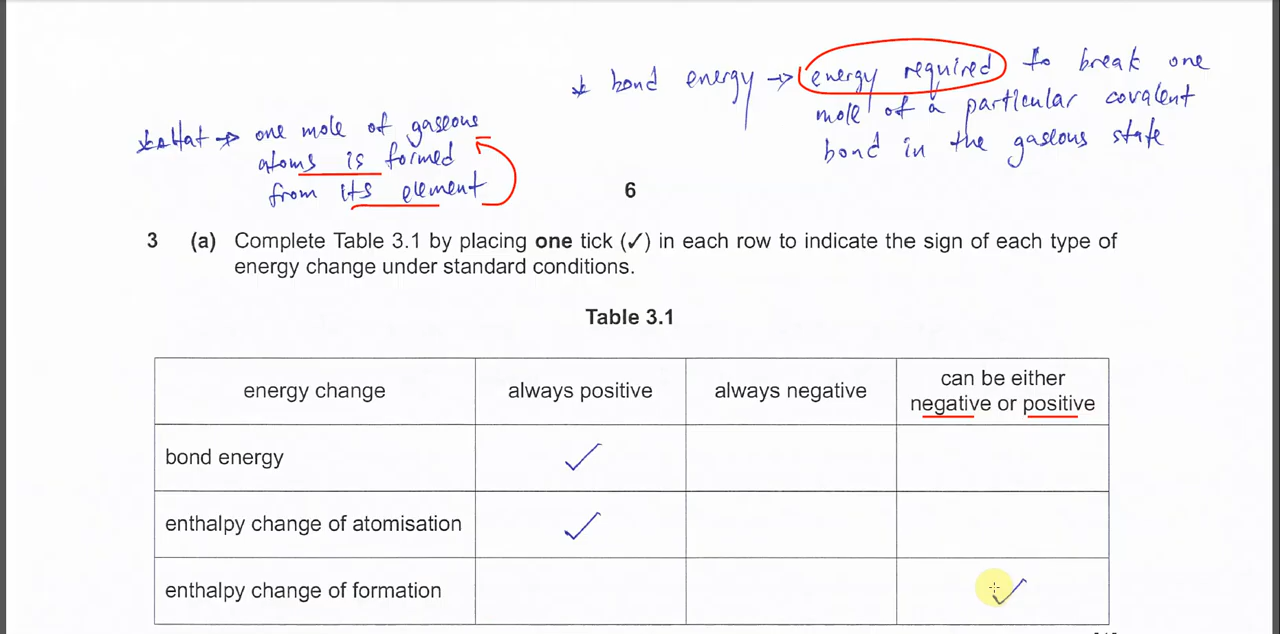 * bond energy → energy required to break one
mole of a particular covalent
bond in the gaseous state
* ΔHat → one mole of gaseous
atoms is formed
from its element
6
3 (a) Complete Table 3.1 by placing one tick (✓) in each row to indicate the sign of each type of
energy change under standard conditions.
Table 3.1
energy change always positive always negative can be either
negative or positive
bond energy ✓
enthalpy change of atomisation ✓
enthalpy change of formation ✓